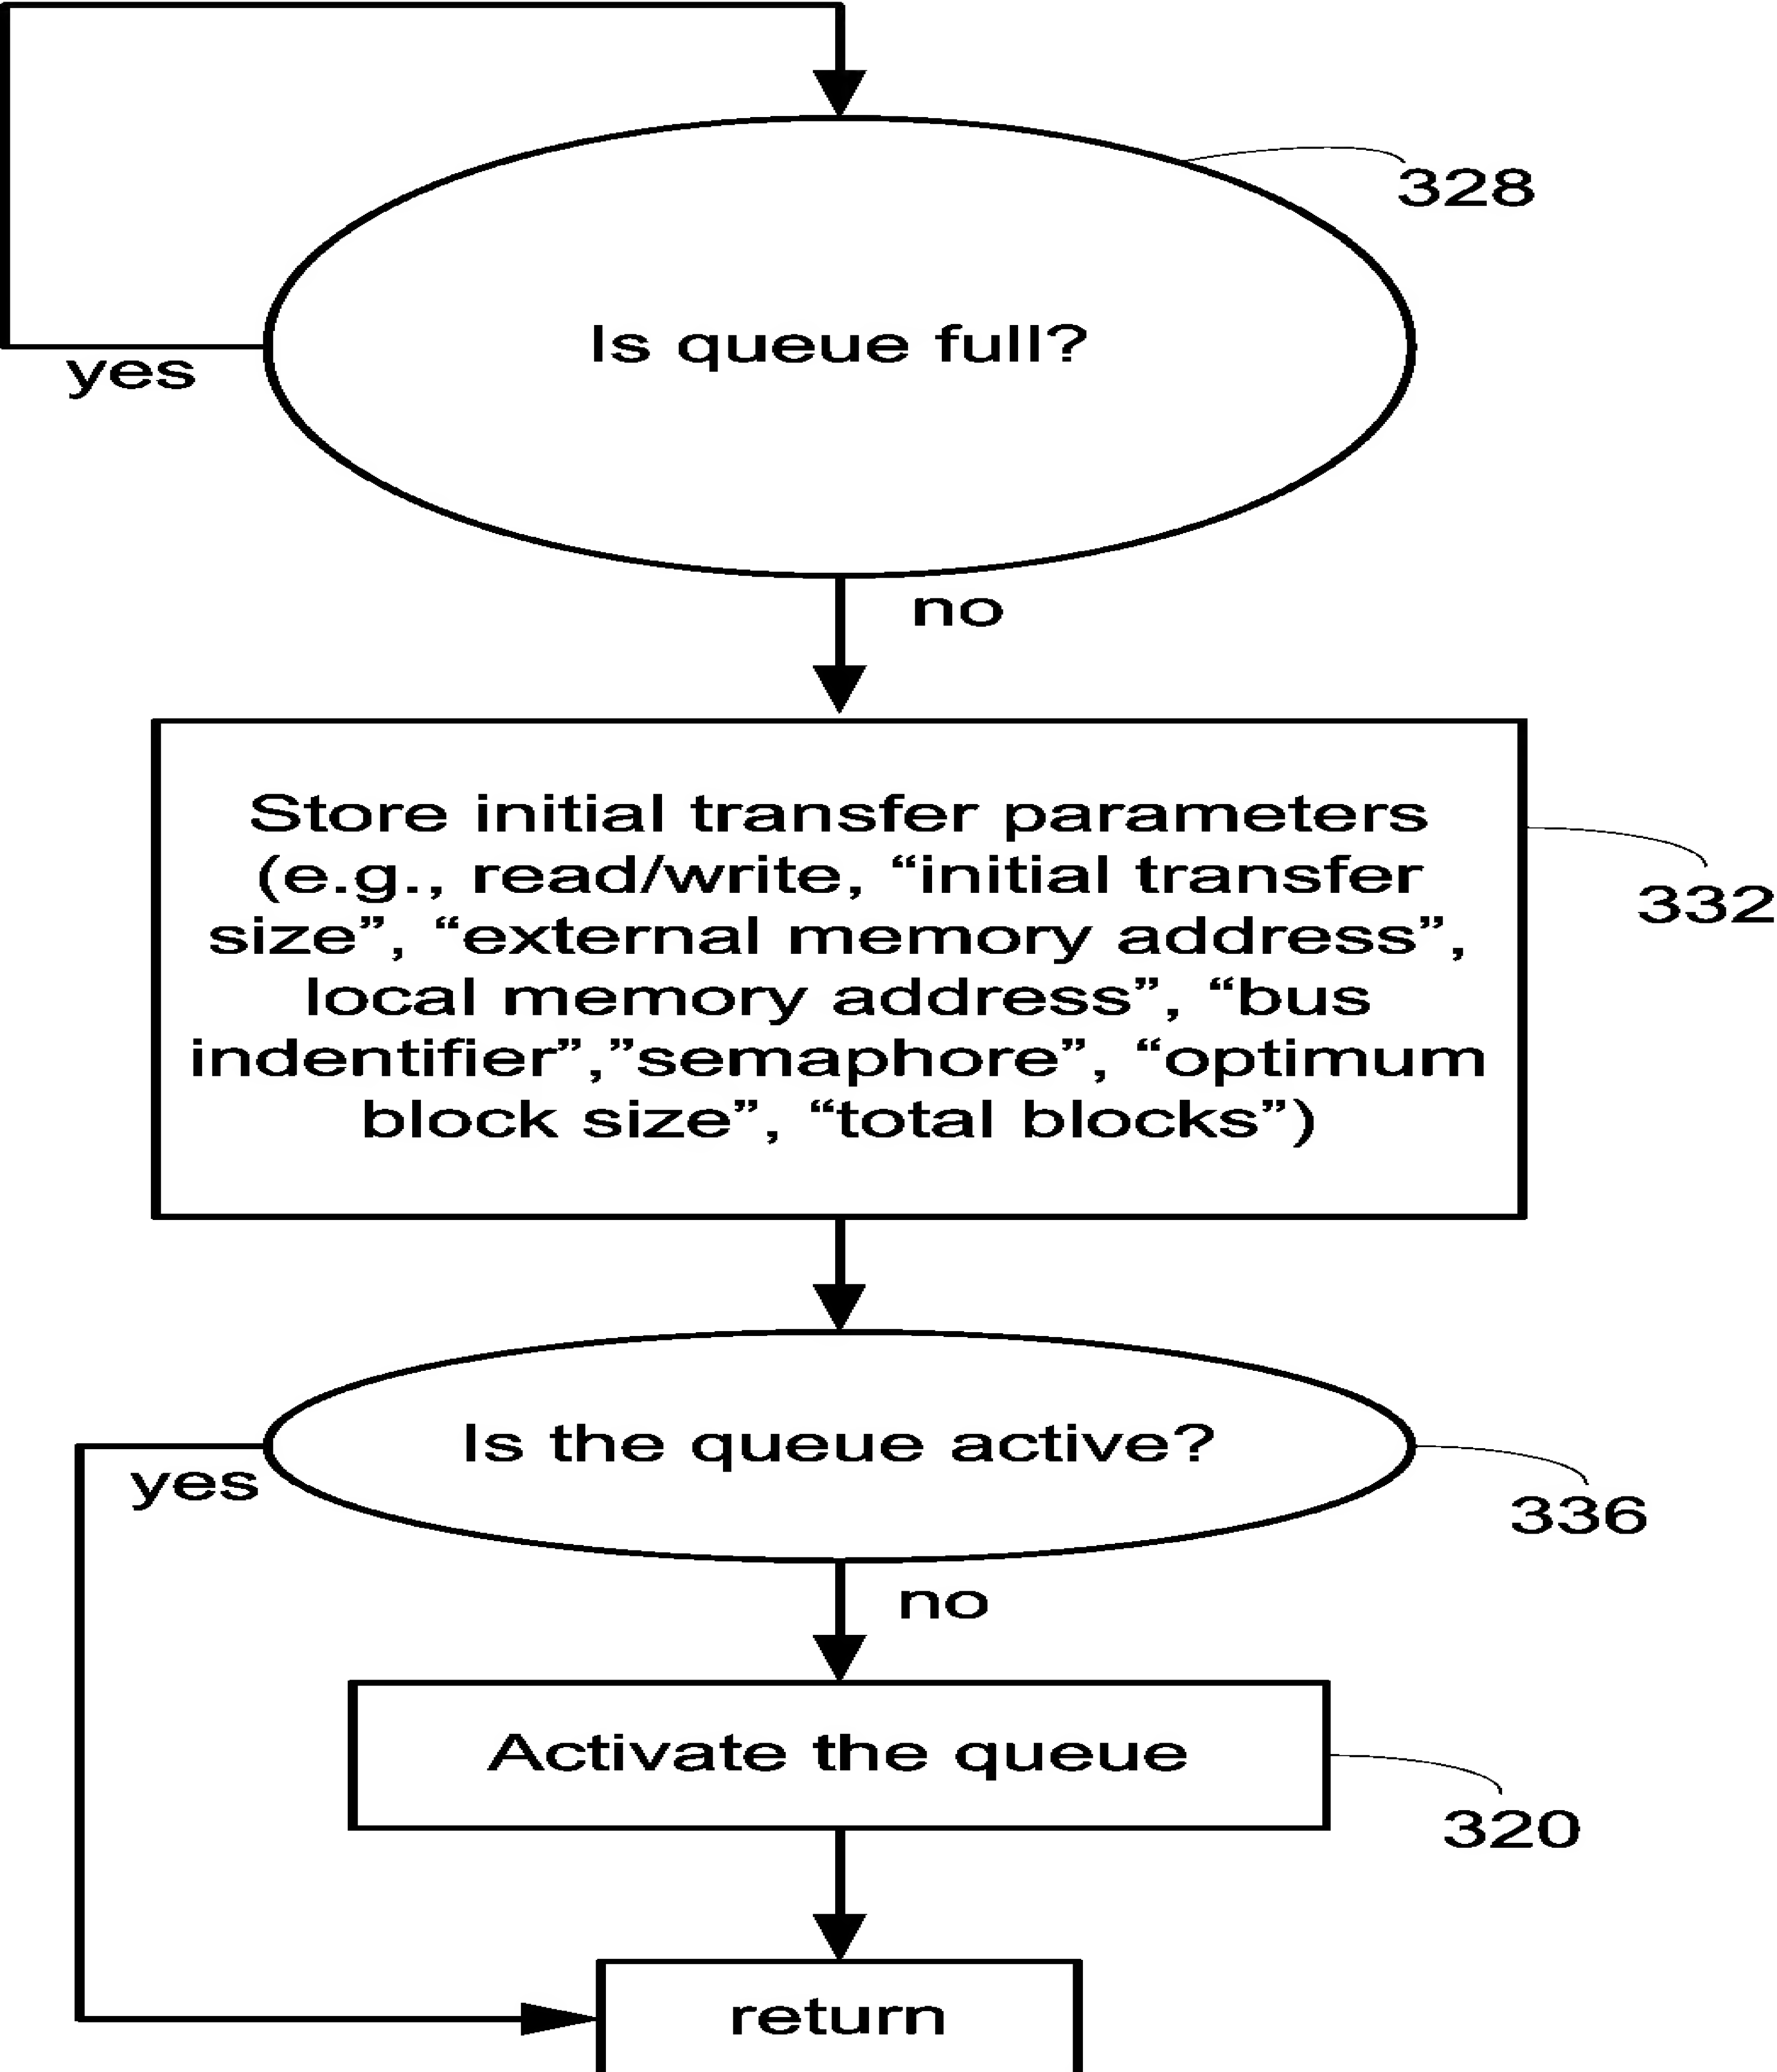 328
Is queue full?
yes
no
Store initial transfer parameters
(e.g., read/write, “initial transfer
size”, “external memory address”,
local memory address”, “bus
indentifier”,”semaphore”, “optimum
block size”, “total blocks”)
332
Is the queue active?
yes
336
no
Activate the queue
320
return